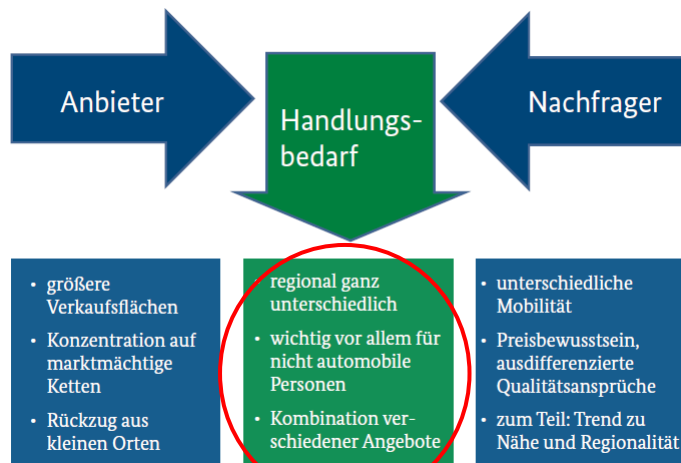 Anbieter
Handlungs-
bedarf
Nachfrager
• größere
Verkaufsflächen
• Konzentration auf
marktmächtige
Ketten
• Rückzug aus
kleinen Orten
• regional ganz
unterschiedlich
• wichtig vor allem für
nicht automobile
Personen
• Kombination ver-
schiedener Angebote
• unterschiedliche
Mobilität
• Preisbewusstsein,
ausdifferenzierte
Qualitätsansprüche
• zum Teil: Trend zu
Nähe und Regionalität